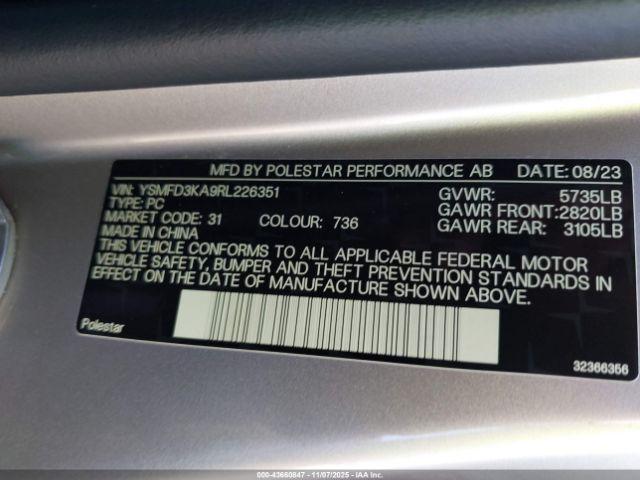 MFD BY POLESTAR PERFORMANCE AB DATE: 08/23
VIN: YSMFD3KA9RL226351 GVWR: 5735LB
TYPE: PC GAWR FRONT:2820LB
MARKET CODE: 31 COLOUR: 736 GAWR REAR: 3105LB
MADE IN CHINA
THIS VEHICLE CONFORMS TO ALL APPLICABLE FEDERAL MOTOR
VEHICLE SAFETY, BUMPER AND THEFT PREVENTION STANDARDS IN
EFFECT ON THE DATE OF MANUFACTURE SHOWN ABOVE.
Polestar
32366356
000-43660847 - 11/07/2025 - IAAI.COM